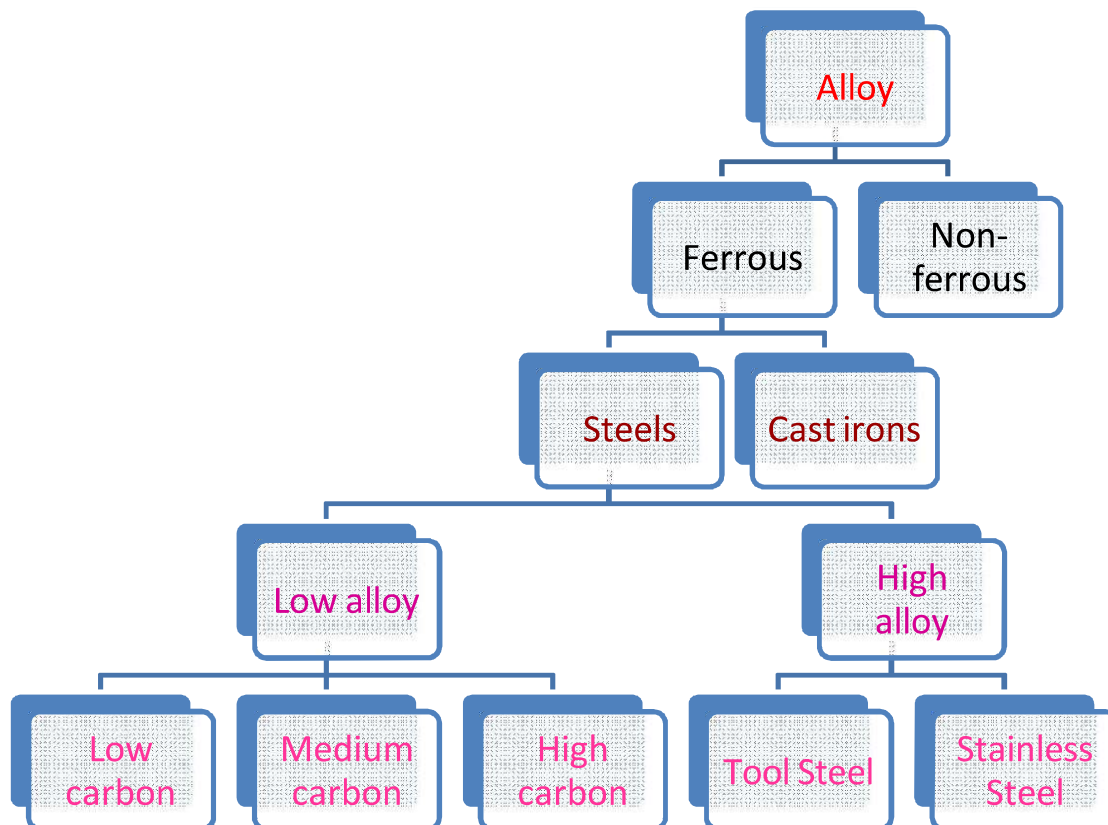 Alloy
Ferrous
Non-
ferrous
Steels
Cast irons
Low alloy
High
alloy
Low
carbon
Medium
carbon
High
carbon
Tool Steel
Stainless
Steel